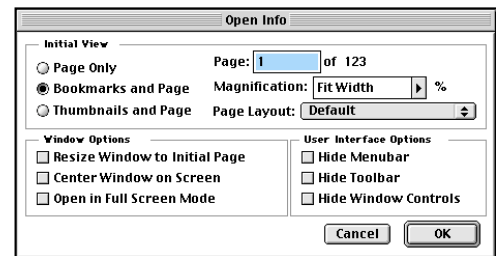 Open Info
Initial View
Page Only
Bookmarks and Page
Thumbnails and Page
Page: 1 of 123
Magnification: Fit Width %
Page Layout: Default
Window Options
Resize Window to Initial Page
Center Window on Screen
Open in Full Screen Mode
User Interface Options
Hide Menubar
Hide Toolbar
Hide Window Controls
Cancel OK